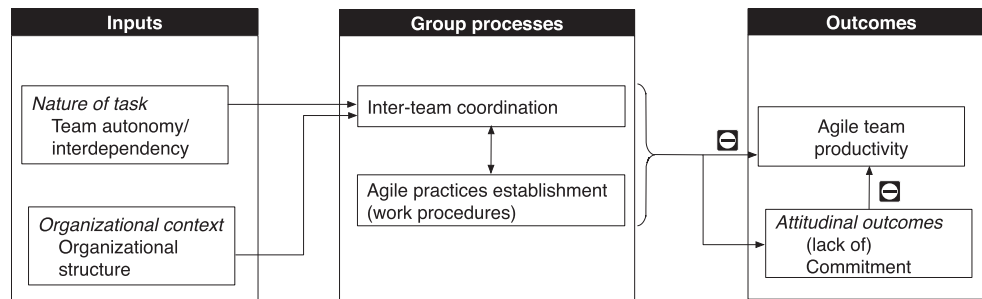 Inputs
Nature of task
Team autonomy/
interdependency
Organizational context
Organizational
structure
Group processes
Inter-team coordination
Agile practices establishment
(work procedures)
Outcomes
Agile team
productivity
Attitudinal outcomes
(lack of)
Commitment